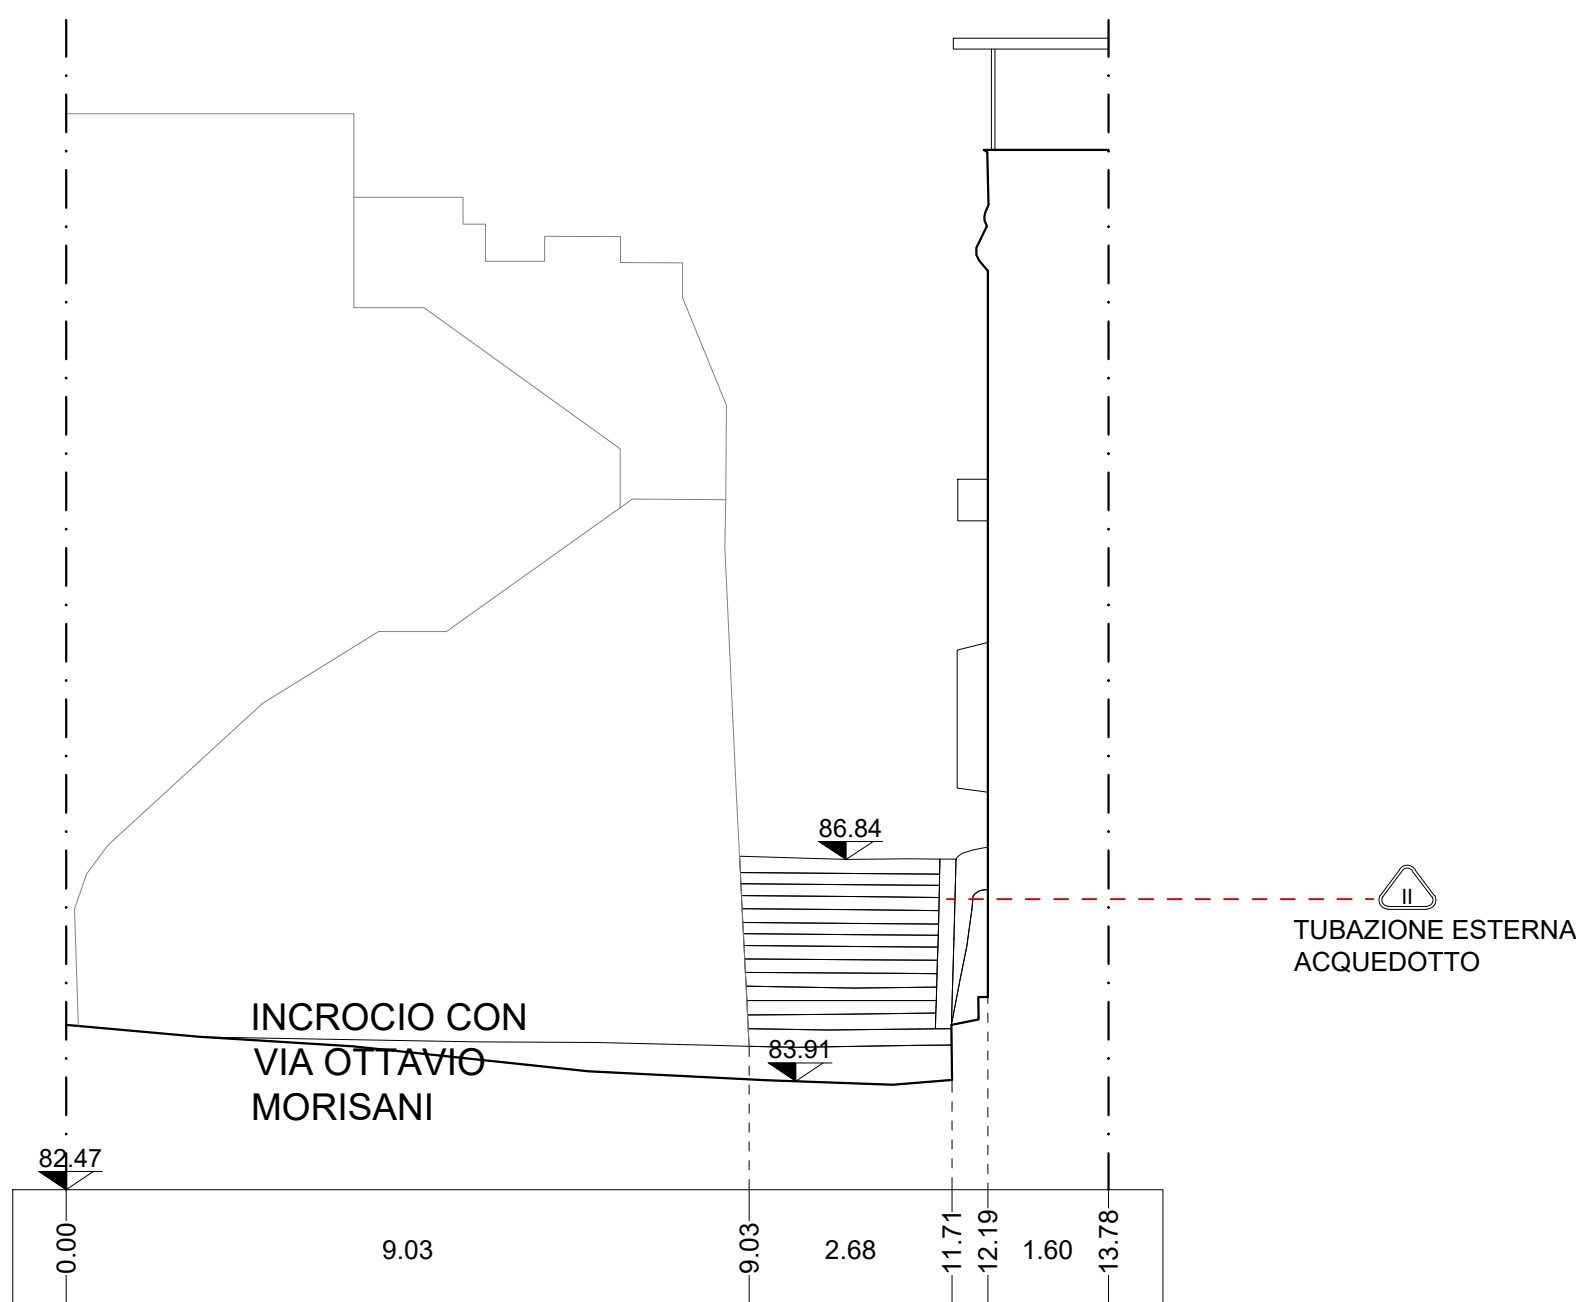 86.84
II
TUBAZIONE ESTERNA
ACQUEDOTTO
INCROCIO CON
VIA OTTAVIO
MORISANI
83.91
82.47
0.00
9.03
9.03
2.68
11.71
12.19
1.60
13.78